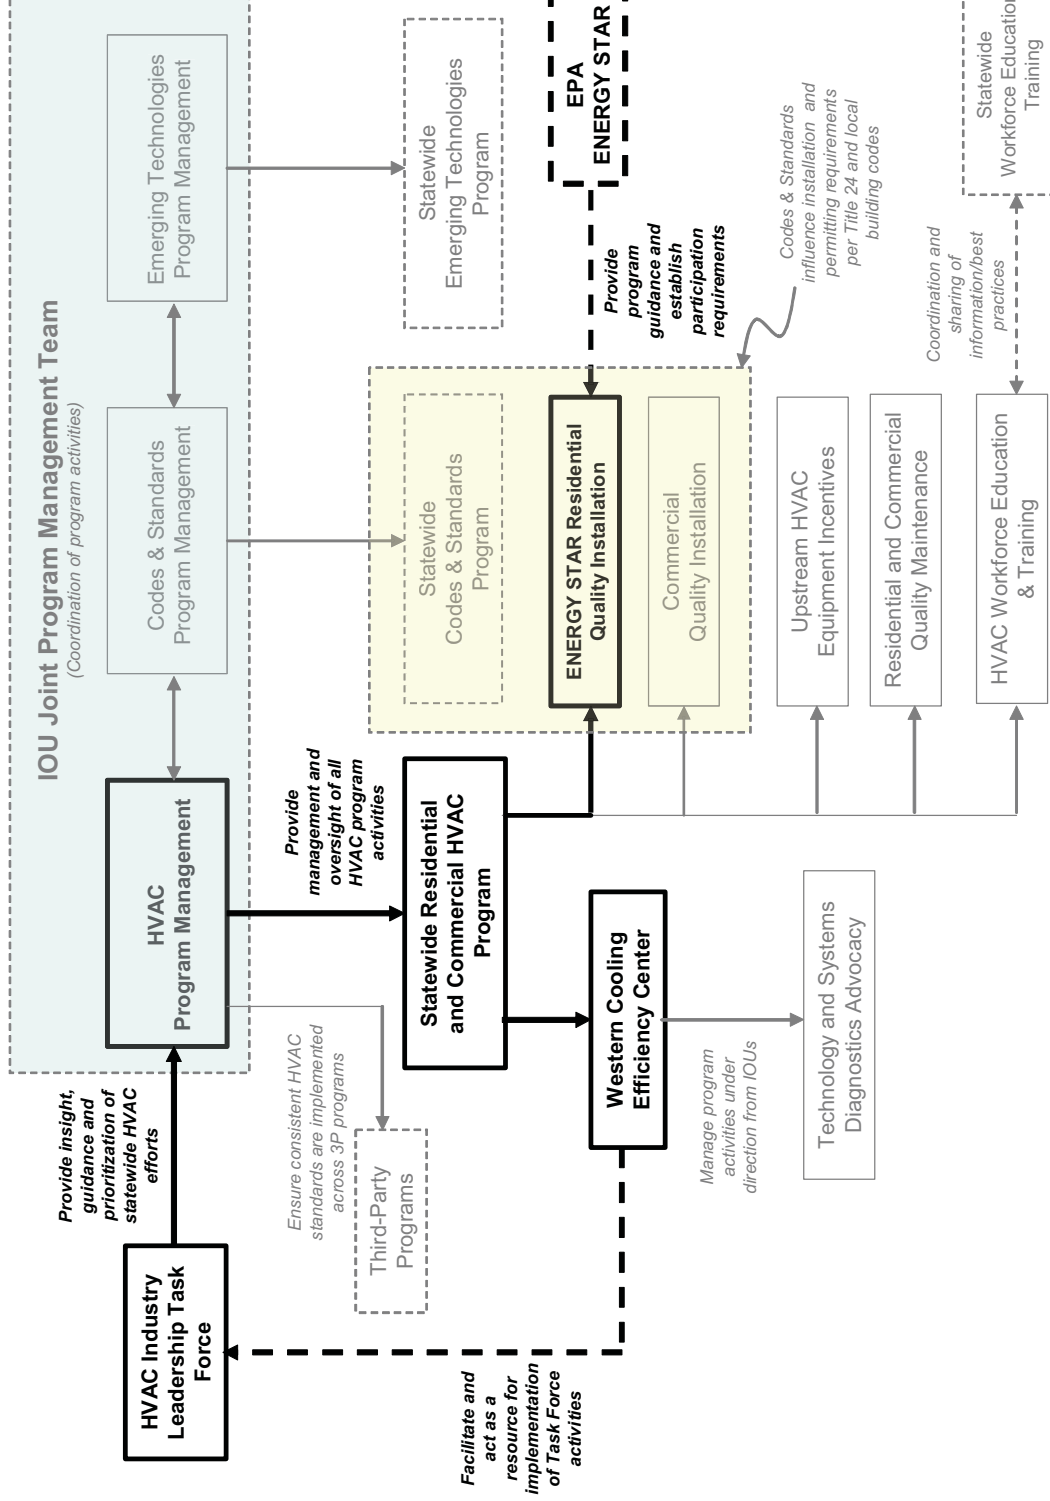 IOU Joint Program Management Team
(Coordination of program activities)
HVAC
Program Management
Codes & Standards
Program Management
Emerging Technologies
Program Management
Provide insight,
guidance and
prioritization of
statewide HVAC
efforts
HVAC Industry
Leadership Task
Force
Ensure consistent HVAC
standards are implemented
across 3P programs
Third-Party
Programs
Provide
management and
oversight of all
HVAC program
activities
Statewide Residential
and Commercial HVAC
Program
Statewide
Codes & Standards
Program
Statewide
Emerging Technologies
Program
Facilitate and
act as a
resource for
implementation
of Task Force
activities
Western Cooling
Efficiency Center
ENERGY STAR Residential
Quality Installation
EPA
ENERGY STAR
Provide
program
guidance and
establish
participation
requirements
Commercial
Quality Installation
Codes & Standards
influence installation and
permitting requirements
per Title 24 and local
building codes
Manage program
activities under
direction from IOUs
Technology and Systems
Diagnostics Advocacy
Upstream HVAC
Equipment Incentives
Residential and Commercial
Quality Maintenance
HVAC Workforce Education
& Training
Coordination and
sharing of
information/best
practices
Statewide
Workforce Education
Training